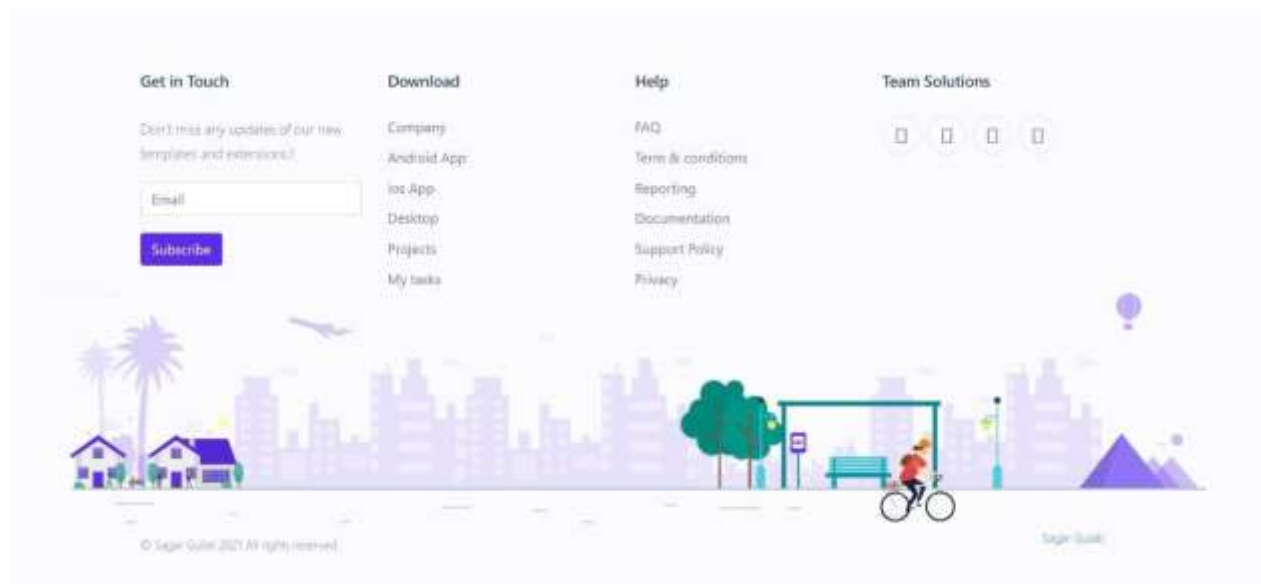 Get in Touch
Don't miss any updates of our new
templates and extensions.!
Email
Subscribe
Download
Company
Android App
ios App
Desktop
Projects
My tasks
Help
FAQ
Term & conditions
Reporting
Documentation
Support Policy
Privacy
Team Solutions
© Sagar 2021 All rights reserved
Sagar